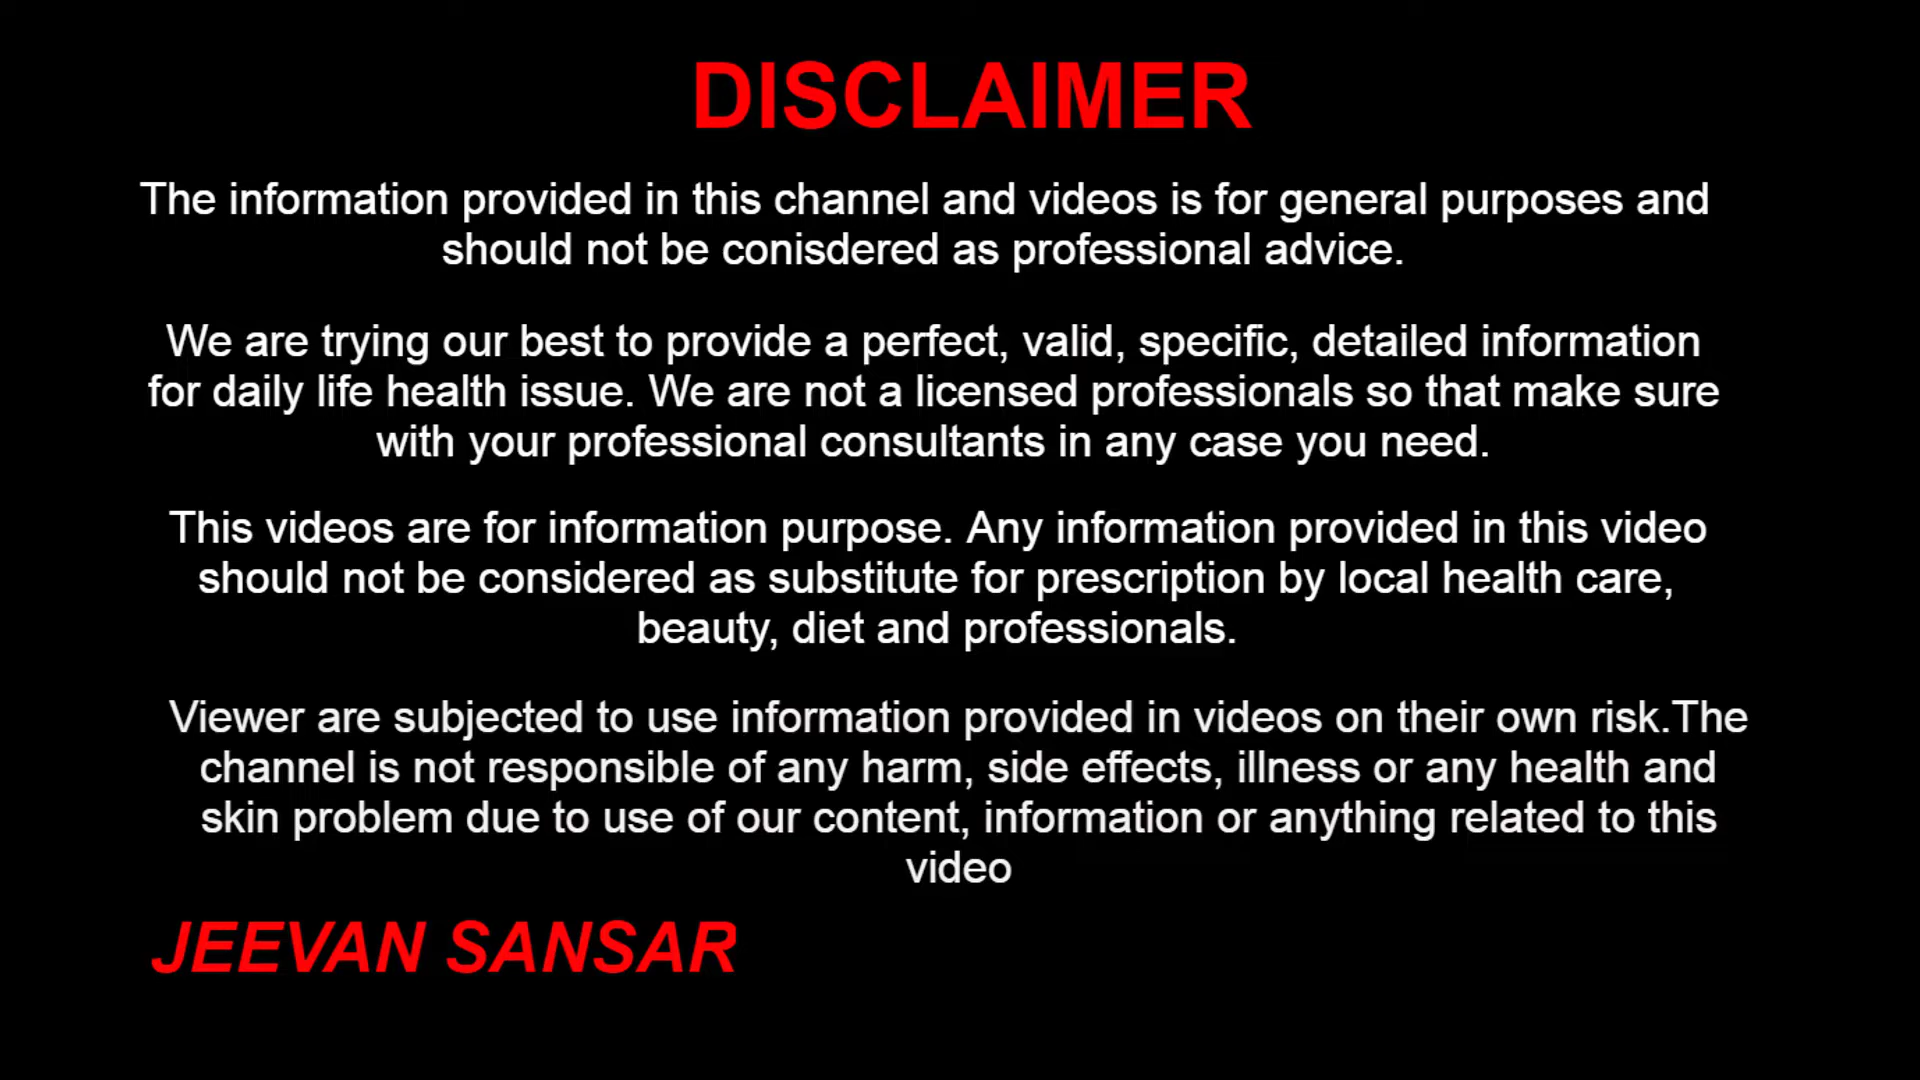 DISCLAIMER
The information provided in this channel and videos is for general purposes and
should not be conisdered as professional advice.
We are trying our best to provide a perfect, valid, specific, detailed information
for daily life health issue. We are not a licensed professionals so that make sure
with your professional consultants in any case you need.
This videos are for information purpose. Any information provided in this video
should not be considered as substitute for prescription by local health care,
beauty, diet and professionals.
Viewer are subjected to use information provided in videos on their own risk.The
channel is not responsible of any harm, side effects, illness or any health and
skin problem due to use of our content, information or anything related to this
video
JEEVAN SANSAR